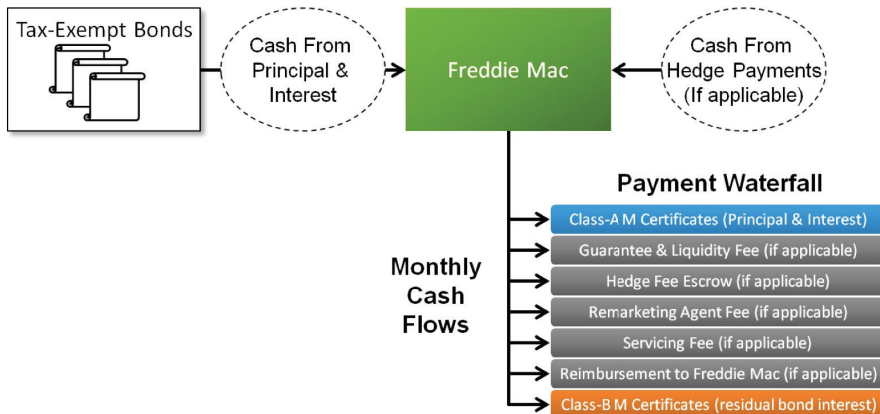 Tax-Exempt Bonds
Cash From
Principal &
Interest
Freddie Mac
Cash From
Hedge Payments
(If applicable)
Payment Waterfall
Monthly
Cash
Flows
Class-A M Certificates (Principal & Interest)
Guarantee & Liquidity Fee (if applicable)
Hedge Fee Escrow (if applicable)
Remarketing Agent Fee (if applicable)
Servicing Fee (if applicable)
Reimbursement to Freddie Mac (if applicable)
Class-B M Certificates (residual bond interest)